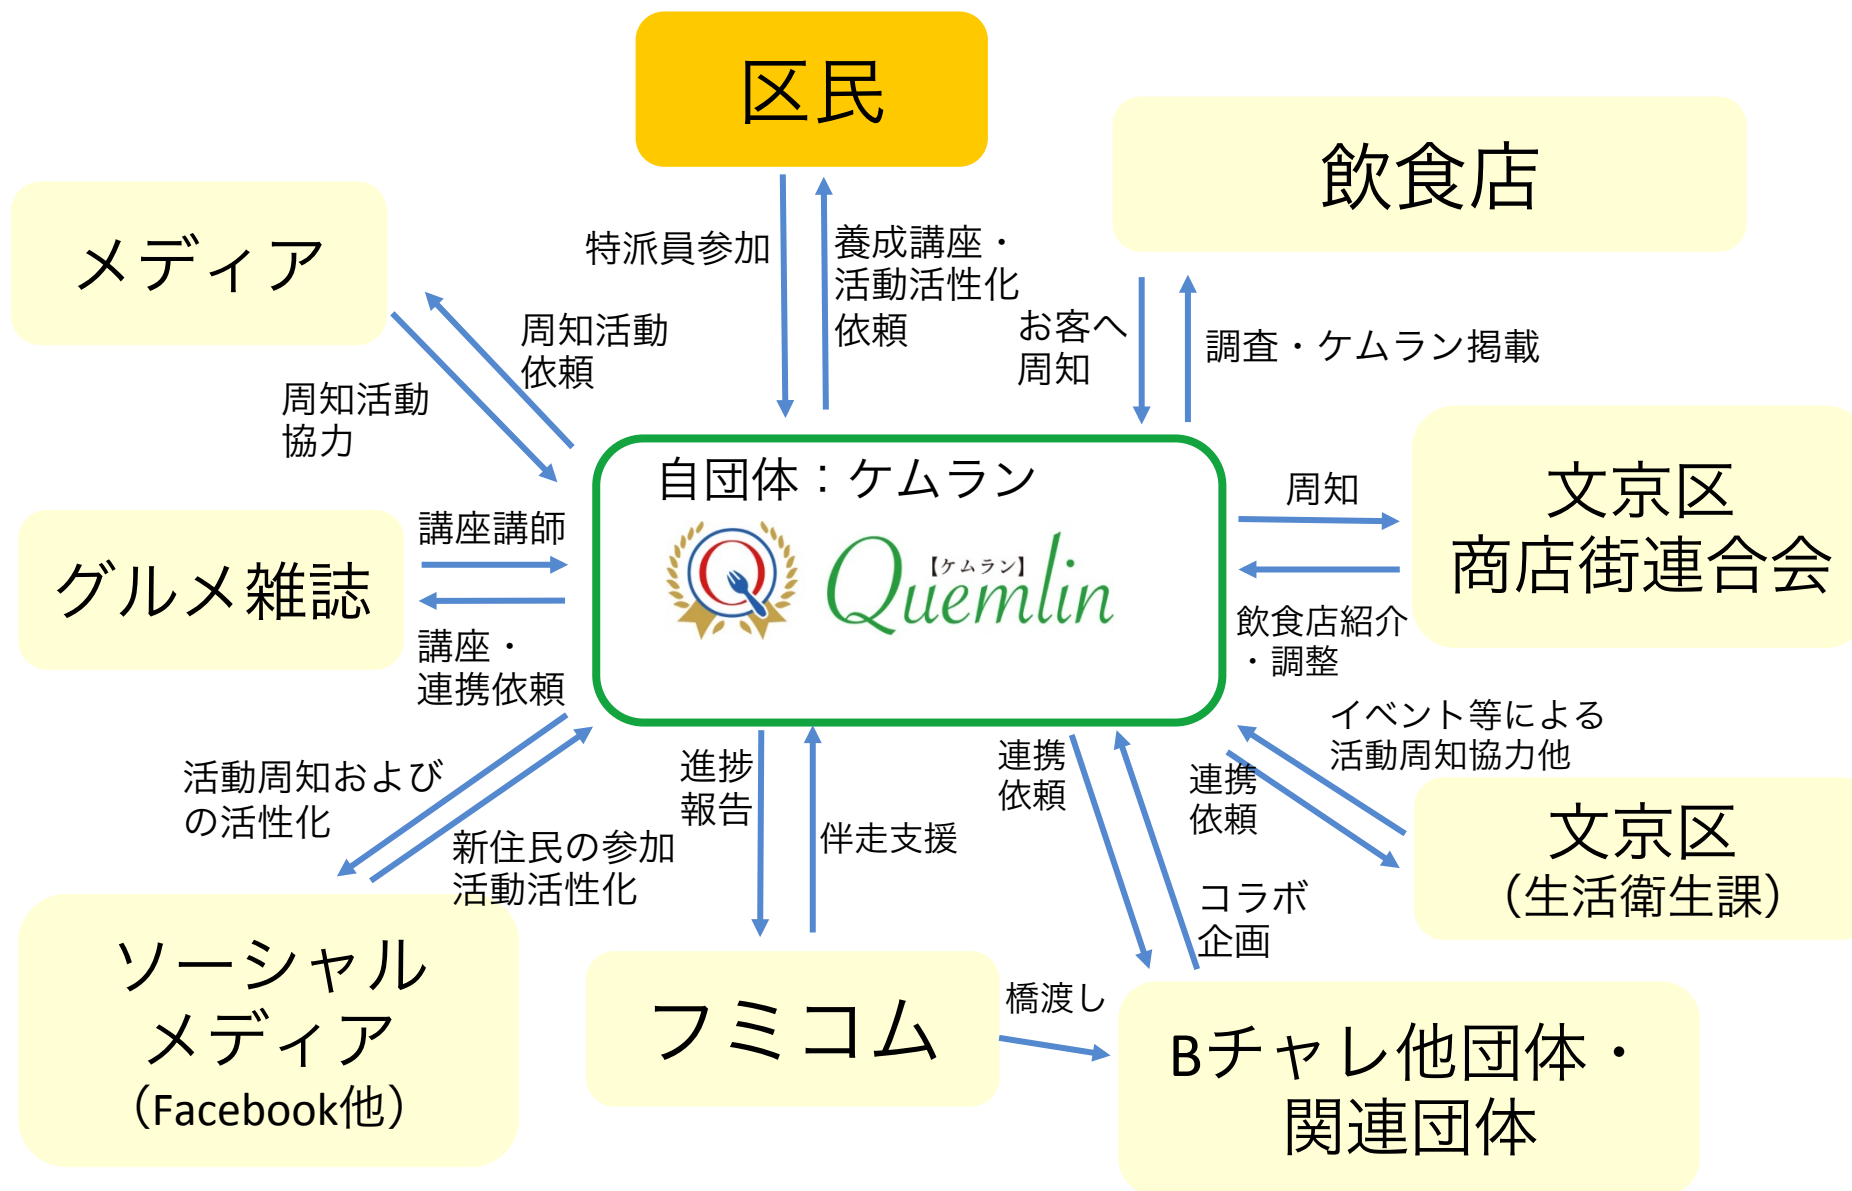 区民
飲食店
メディア
特派員参加
養成講座・
活動活性化
依頼
お客へ
周知
調査・ケムラン掲載
周知活動
依頼
周知活動
協力
自団体：ケムラン
【ケムラン】
Quemlin
周知
文京区
商店街連合会
講座講師
グルメ雑誌
講座・
連携依頼
飲食店紹介
・調整
イベント等による
活動周知協力他
連携
依頼
文京区
（生活衛生課）
活動周知および
の活性化
新住民の参加
活動活性化
進捗
報告
伴走支援
連携
依頼
コラボ
企画
ソーシャル
メディア
（Facebook他）
フミコム
橋渡し
Bチャレ他団体・
関連団体